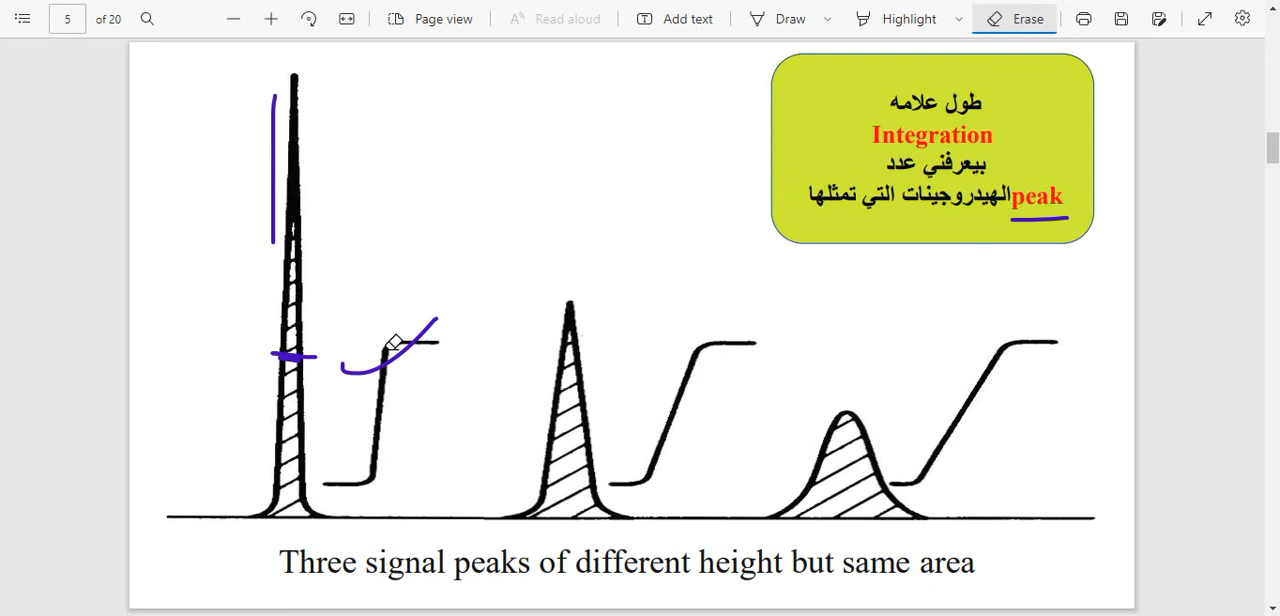 5 of 20
Page view
Read aloud
Add text
Draw
Highlight
Erase
طول علامه
Integration
بيعرفني عدد
الهيدروجينات التي تمثلها peak
Three signal peaks of different height but same area